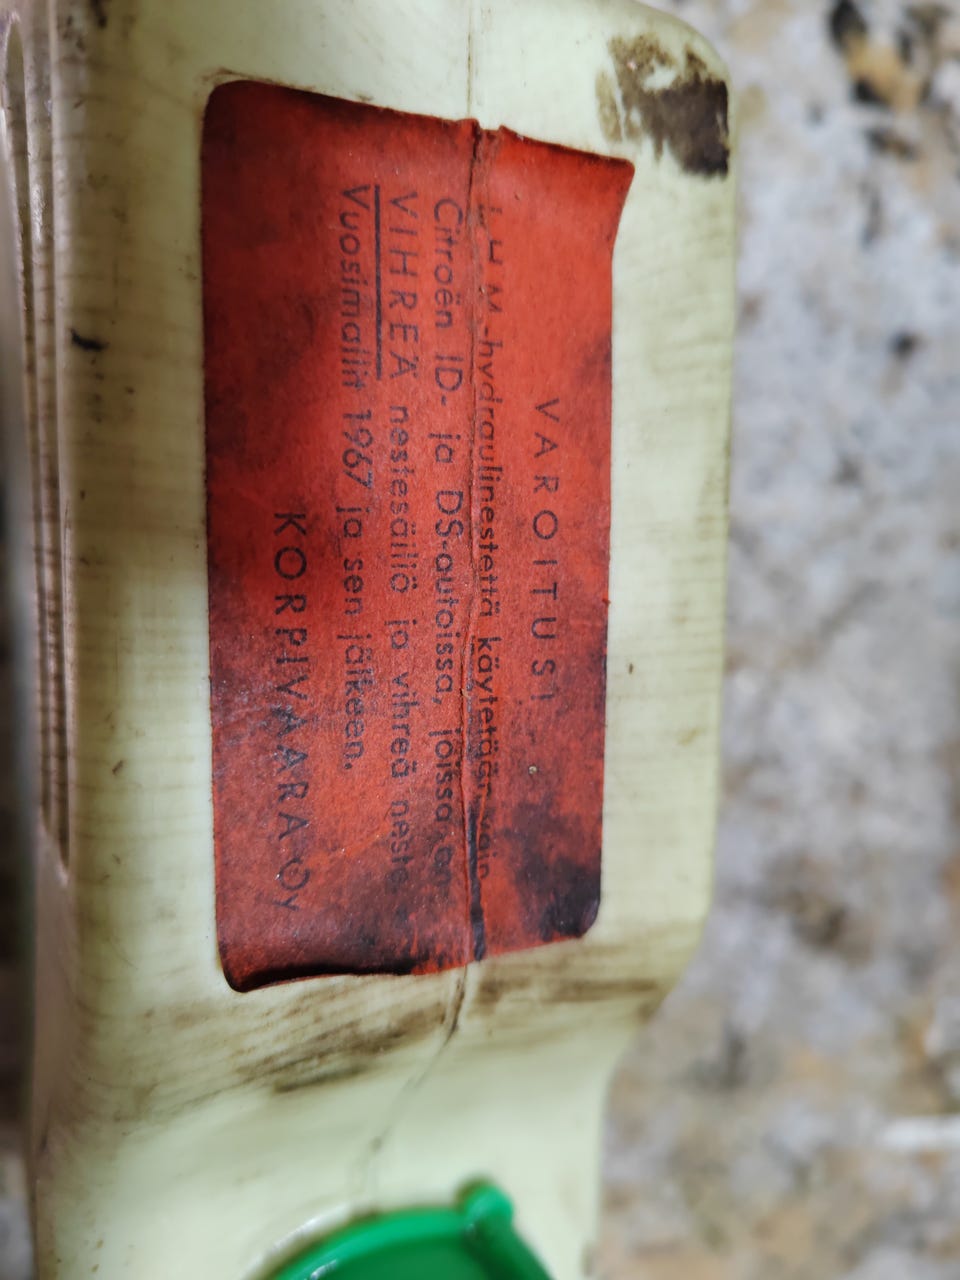 VAROITUS!
LHM-hydraulinestettä käytetään vain
Citroën ID- ja DS-autoissa, joissa on
VIHREÄ nestesäiliö ja vihreä neste.
Vuosimallit 1967 ja sen jälkeen.
KORPIVAARA OY